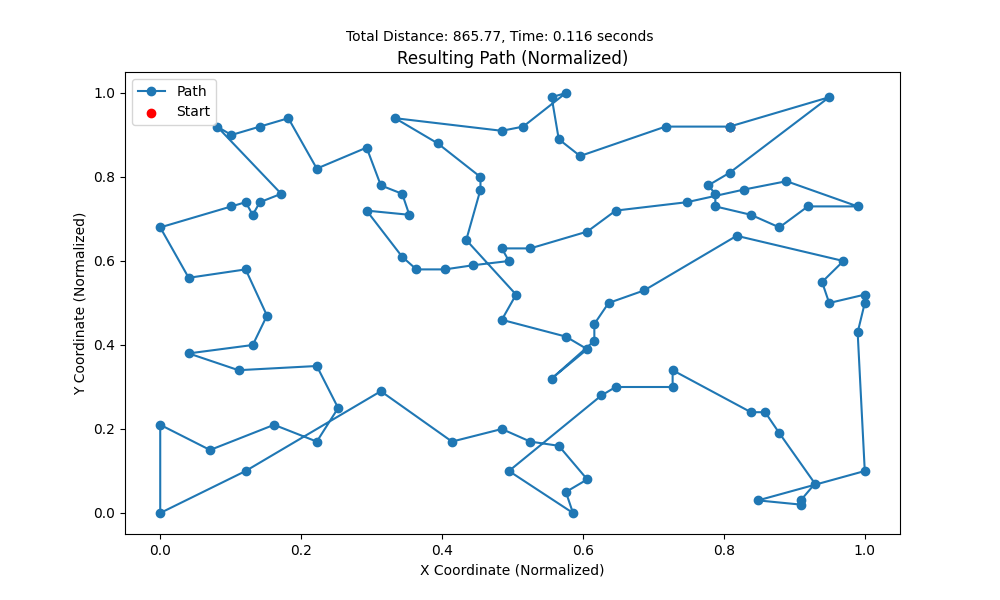 Total Distance: 865.77, Time: 0.116 seconds
Resulting Path (Normalized)
Path
Start
Y Coordinate (Normalized)
1.0
0.8
0.6
0.4
0.2
0.0
0.0 0.2 0.4 0.6 0.8 1.0
X Coordinate (Normalized)